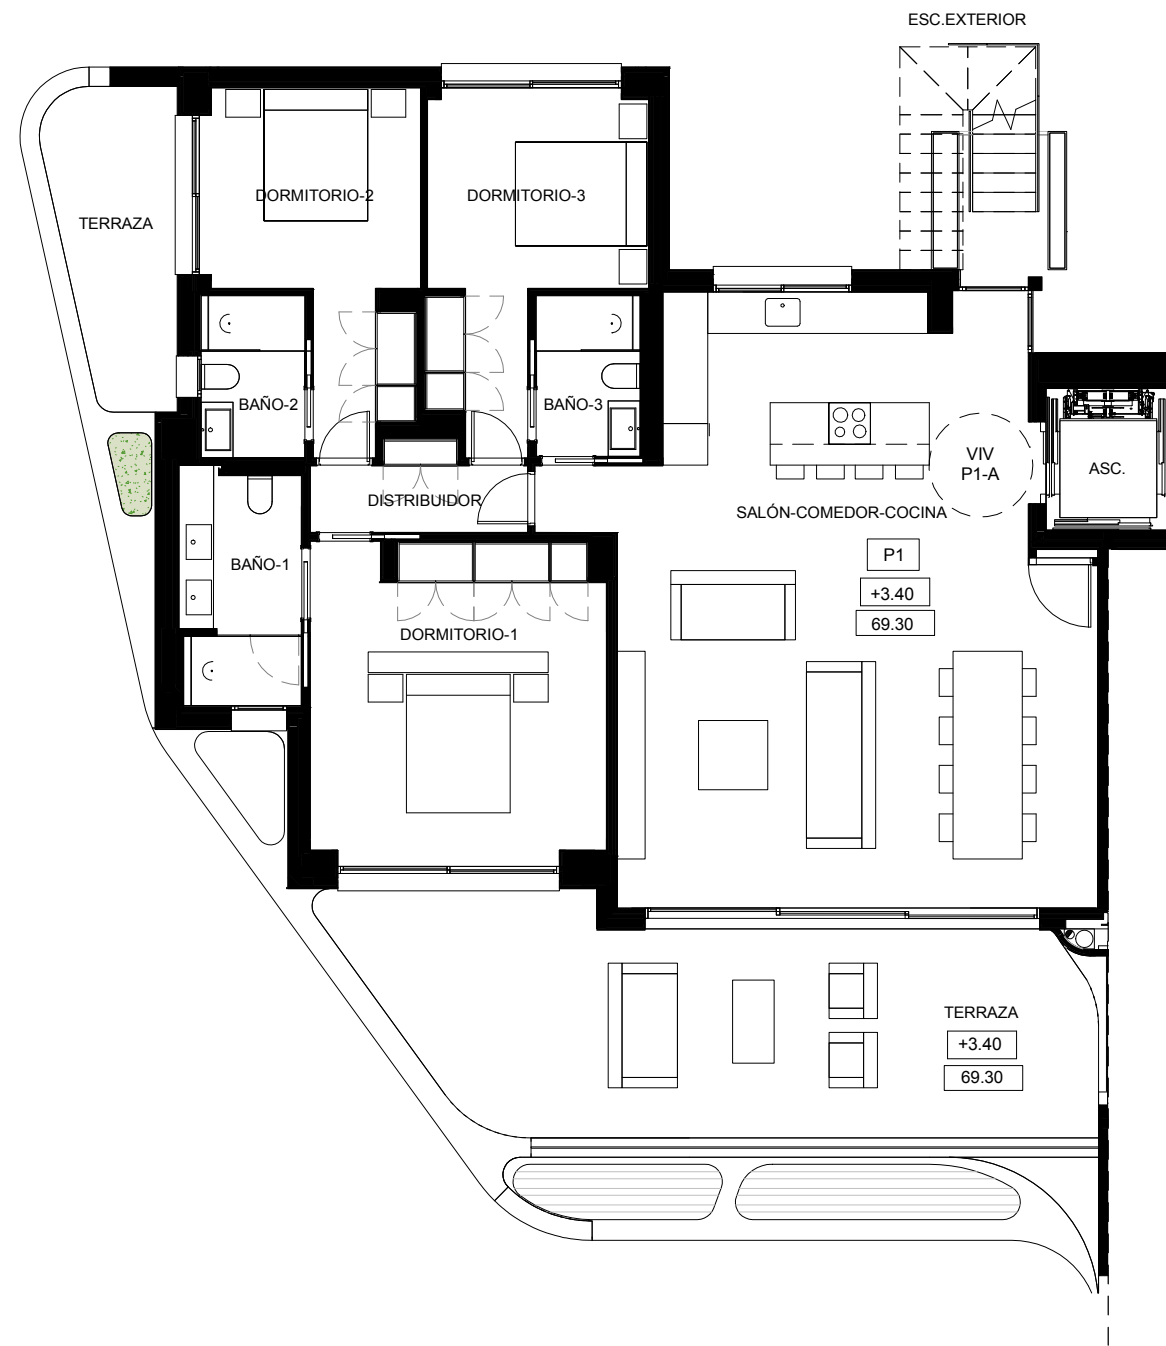 ESC.EXTERIOR
DORMITORIO-2
DORMITORIO-3
TERRAZA
BAÑO-2
BAÑO-3
VIV
P1-A
ASC.
DISTRIBUIDOR
SALÓN-COMEDOR-COCINA
P1
BAÑO-1
+3.40
69.30
DORMITORIO-1
TERRAZA
+3.40
69.30